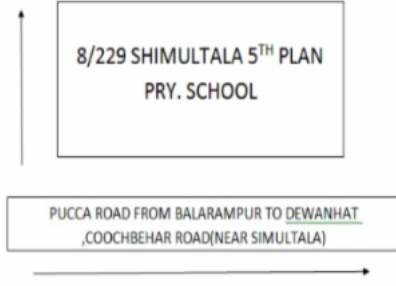 8/229 SHIMULTALA 5TH PLAN
PRY. SCHOOL
PUCCA ROAD FROM BALARAMPUR TO DEWANHAT
,COOCHBEHAR ROAD(NEAR SIMULTALA)